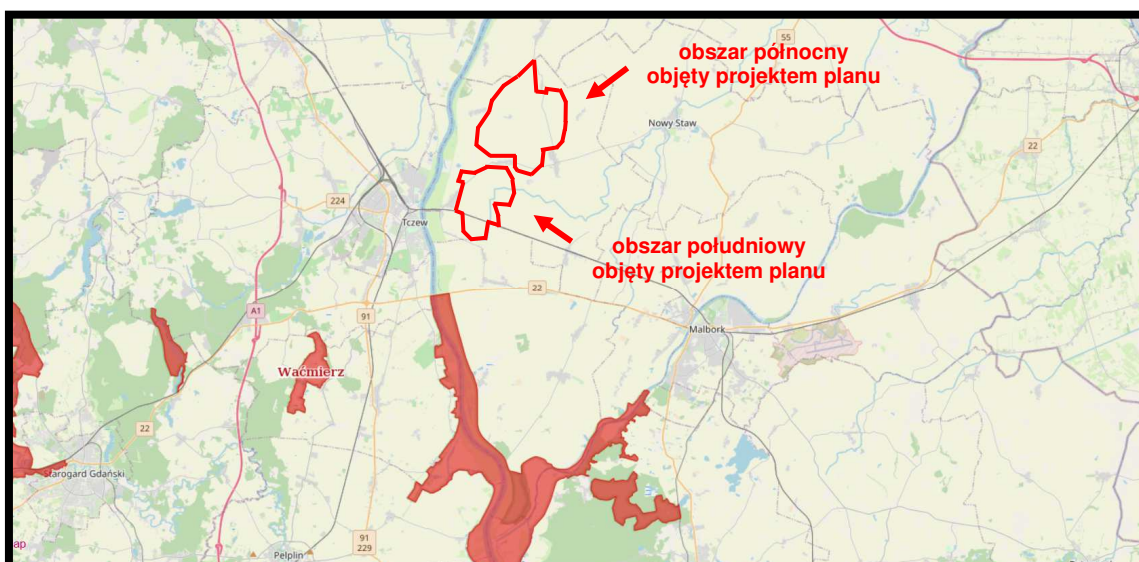 obszar północny
objęty projektem planu
55
Nowy Staw
22
224
Tczew
obszar południowy
objęty projektem planu
22
A1
91
Malbork
Waćmierz
22
Starogard Gdański
91
229
Pelplin
ap